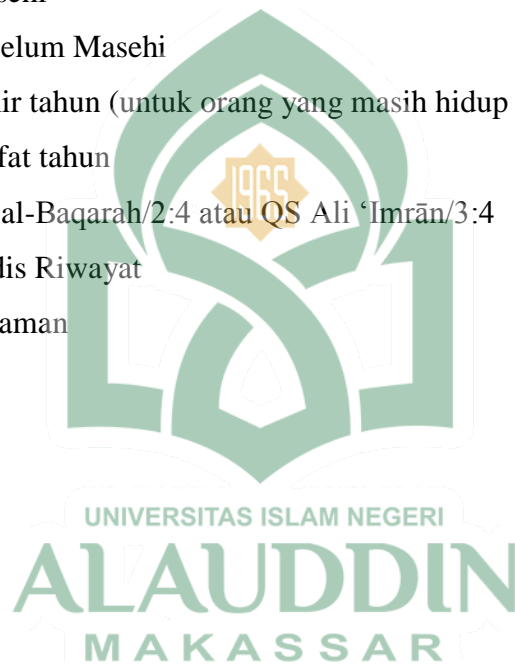 elum Masehi
ir tahun (untuk orang yang masih hidup
fat tahun
al-Baqarah/2:4 atau QS Ali ‘Imrān/3:4
dis Riwayat
aman
1965
UNIVERSITAS ISLAM NEGERI
ALAUDDIN
MAKASSAR